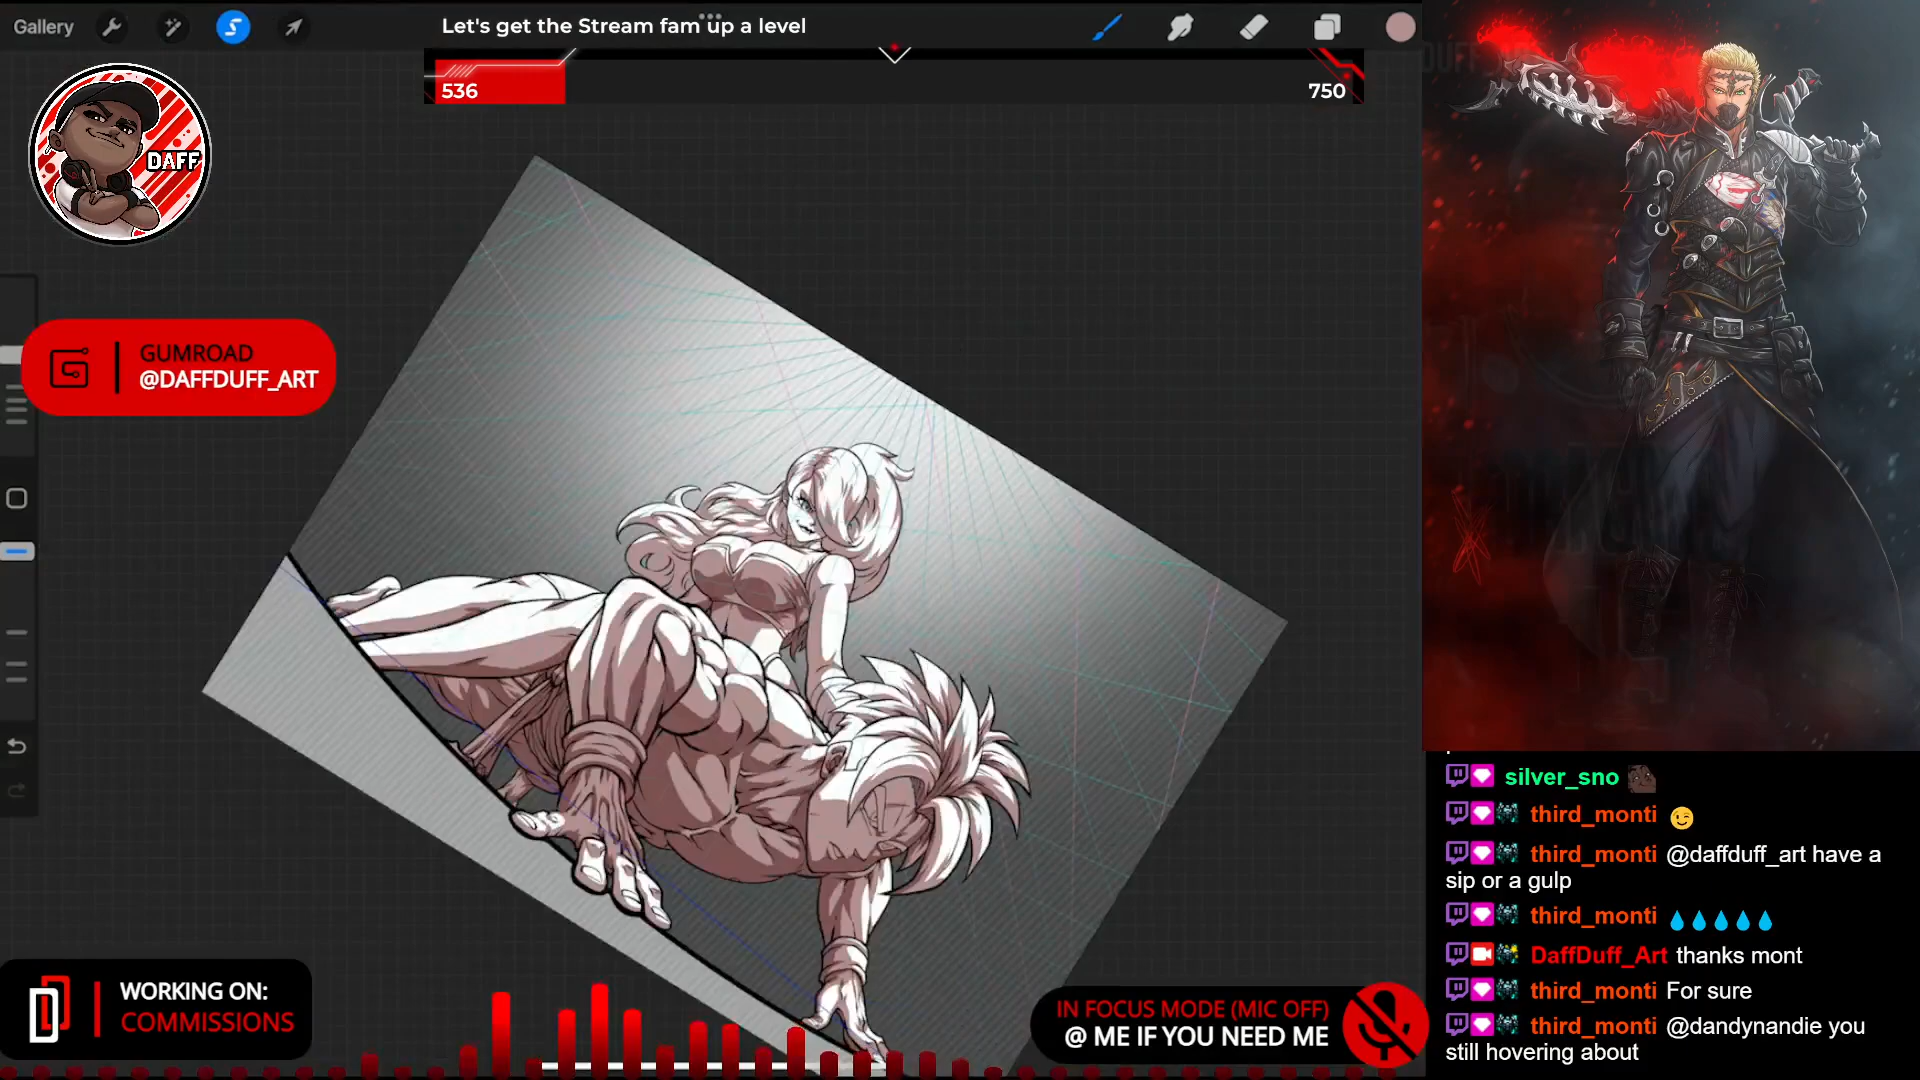 Gallery
Let's get the Stream fam up a level
536
750
DAFF
GUMROAD
@DAFFDUFF_ART
WORKING ON:
COMMISSIONS
IN FOCUS MODE (MIC OFF)
@ ME IF YOU NEED ME
silver_sno
third_monti 😉
third_monti @daffduff_art have a
sip or a gulp
third_monti 💧💧💧💧💧
DaffDuff_Art thanks mont
third_monti For sure
third_monti @dandynandie you
still hovering about